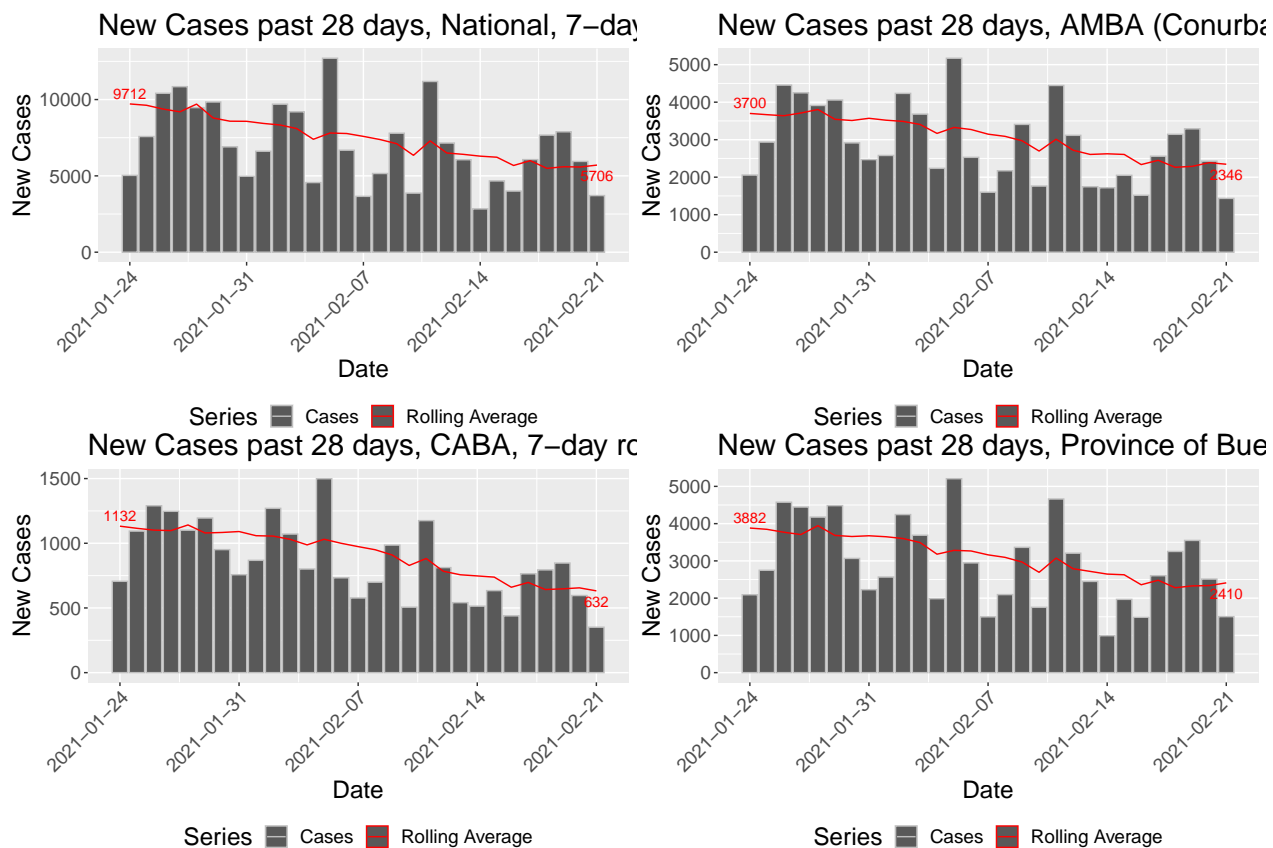 New Cases past 28 days, National, 7−day
10000
5000
0
New Cases
9712
5706
2021−01−24
2021−01−31
2021−02−07
2021−02−14
2021−02−21
Date
Series Cases Rolling Average
New Cases past 28 days, AMBA (Conurba
5000
4000
3000
2000
1000
0
New Cases
3700
2346
2021−01−24
2021−01−31
2021−02−07
2021−02−14
2021−02−21
Date
Series Cases Rolling Average
New Cases past 28 days, CABA, 7−day ro
1500
1000
500
0
New Cases
1132
632
2021−01−24
2021−01−31
2021−02−07
2021−02−14
2021−02−21
Date
Series Cases Rolling Average
New Cases past 28 days, Province of Bue
5000
4000
3000
2000
1000
0
New Cases
3882
2410
2021−01−24
2021−01−31
2021−02−07
2021−02−14
2021−02−21
Date
Series Cases Rolling Average